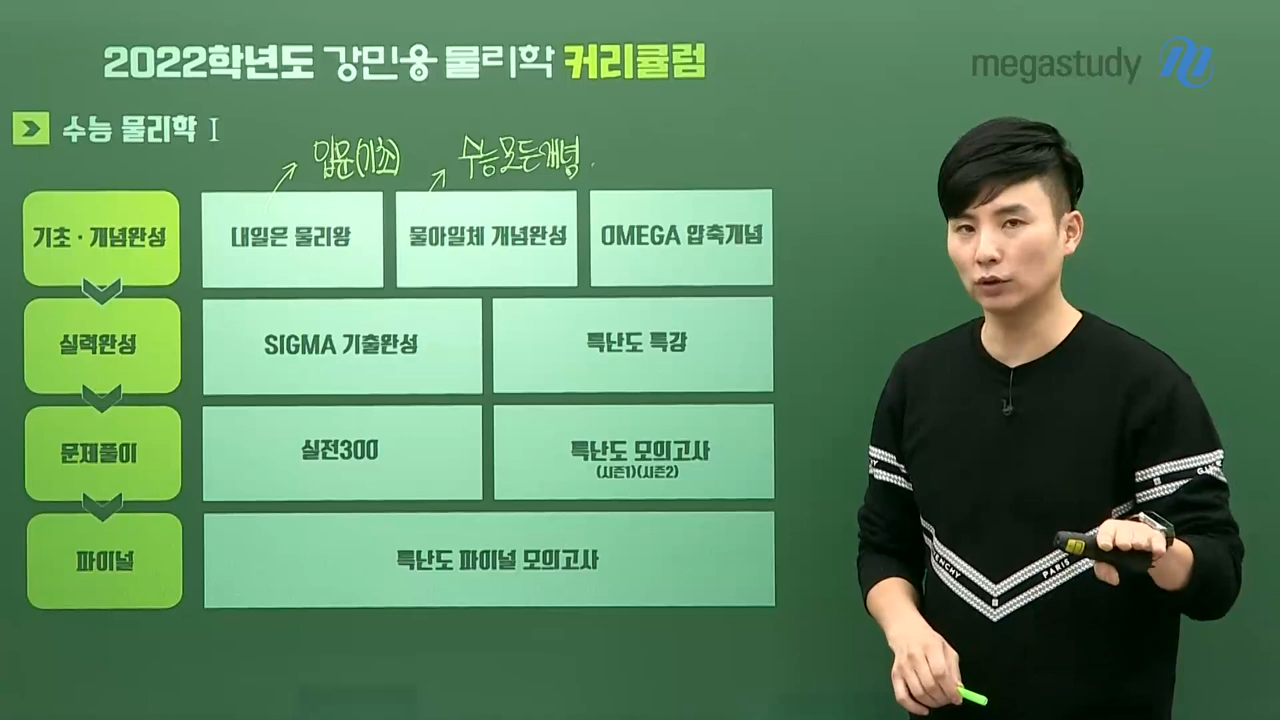 2022학년도 강민웅 물리학 커리큘럼
megastudy
수능 물리학 I
입문(기초)
수능모든개념.
기초·개념완성
내일은 물리왕
물아일체 개념완성
OMEGA 압축개념
실력완성
SIGMA 기출완성
특난도 특강
문제풀이
실전300
특난도 모의고사
(시즌1)(시즌2)
파이널
특난도 파이널 모의고사
PARIS